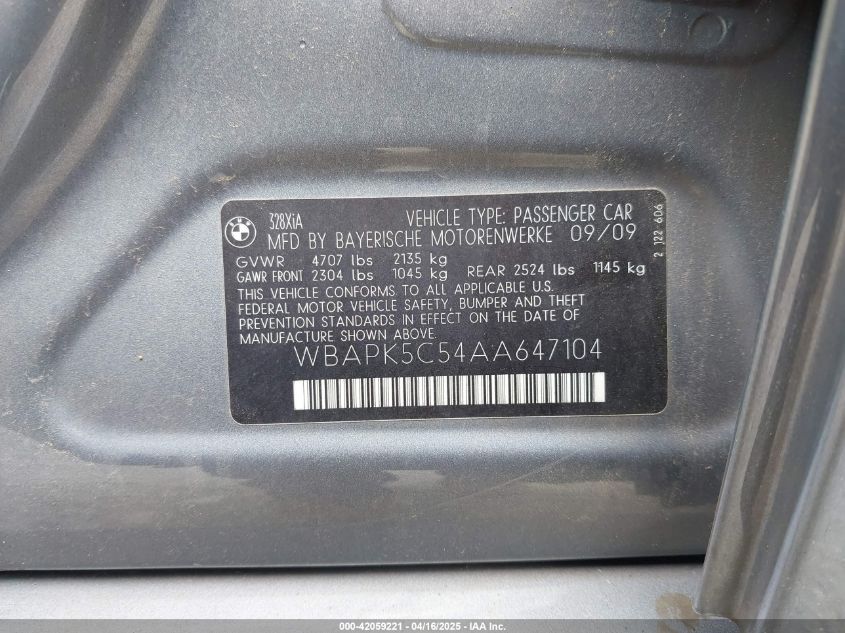 BMW
328XiA
VEHICLE TYPE: PASSENGER CAR
MFD BY BAYERISCHE MOTORENWERKE 09/09
GVWR 4707 lbs 2135 kg
GAWR FRONT 2304 lbs 1045 kg REAR 2524 lbs 1145 kg
THIS VEHICLE CONFORMS TO ALL APPLICABLE U.S.
FEDERAL MOTOR VEHICLE SAFETY, BUMPER AND THEFT
PREVENTION STANDARDS IN EFFECT ON THE DATE OF
MANUFACTURE SHOWN ABOVE.
WBAPK5C54AA647104
2 122 606
000-42059221 - 04/16/2025 - IAA Inc.